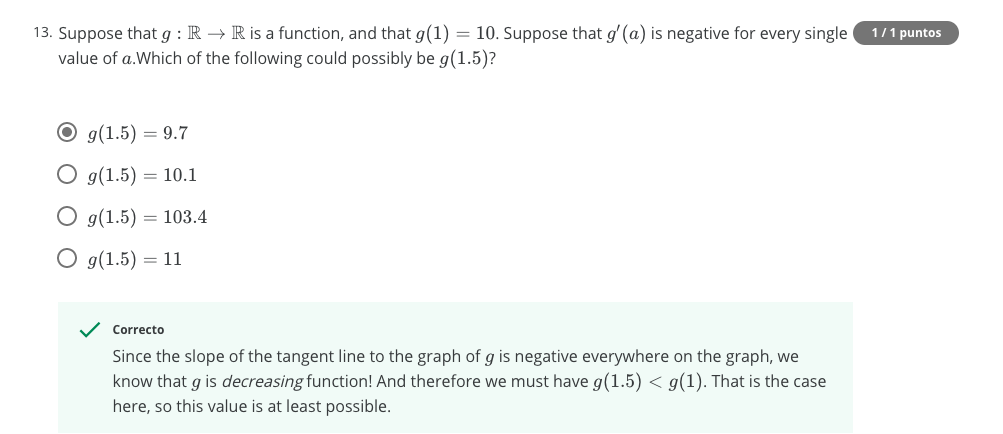 13. Suppose that g : ℝ → ℝ is a function, and that g(1) = 10. Suppose that g′(a) is negative for every single 1 / 1 puntos
value of a.Which of the following could possibly be g(1.5)?
g(1.5) = 9.7
g(1.5) = 10.1
g(1.5) = 103.4
g(1.5) = 11
Correcto
Since the slope of the tangent line to the graph of g is negative everywhere on the graph, we
know that g is decreasing function! And therefore we must have g(1.5) < g(1). That is the case
here, so this value is at least possible.